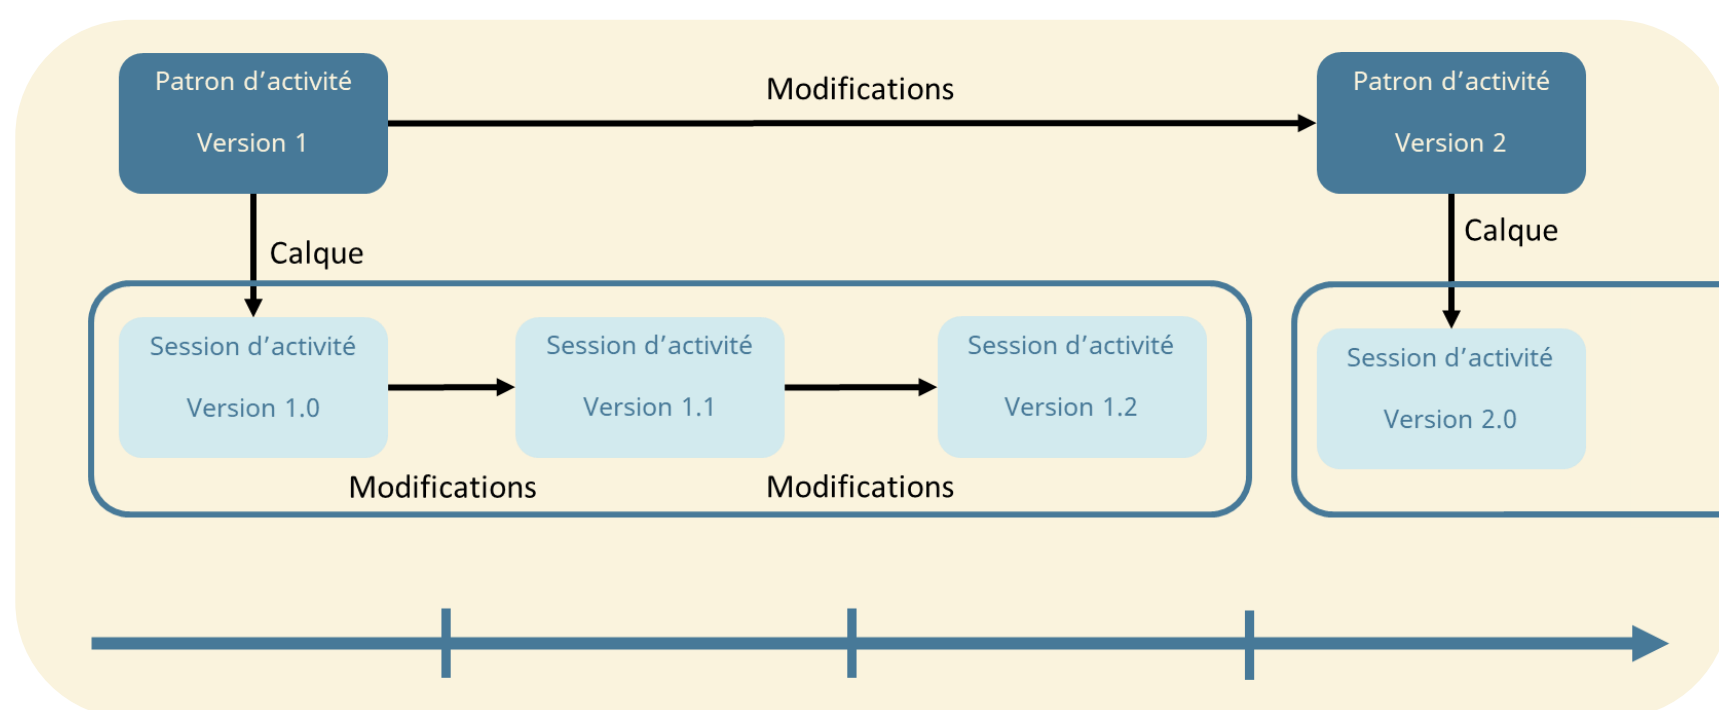 Patron d’activité
Version 1
Modifications
Patron d’activité
Version 2
Calque
Calque
Session d’activité
Version 1.0
Session d’activité
Version 1.1
Session d’activité
Version 1.2
Session d’activité
Version 2.0
Modifications
Modifications